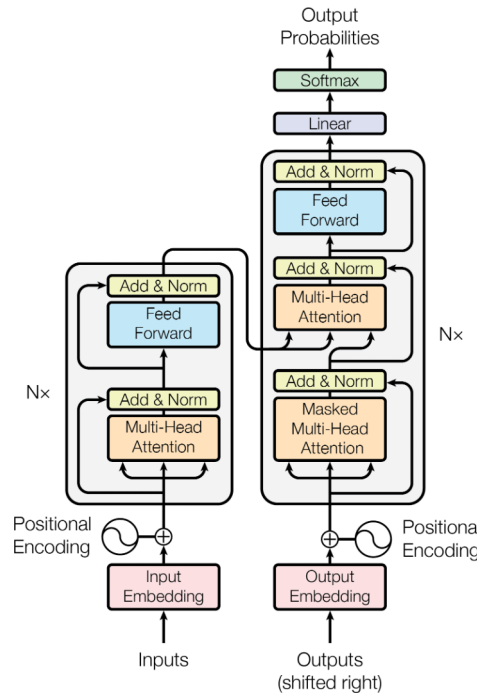 Output
Probabilities
Softmax
Linear
Add & Norm
Feed
Forward
Add & Norm
Multi-Head
Attention
Add & Norm
Masked
Multi-Head
Attention
N×
Add & Norm
Feed
Forward
N×
Add & Norm
Multi-Head
Attention
Positional
Encoding
Input
Embedding
Inputs
Positional
Encoding
Output
Embedding
Outputs
(shifted right)